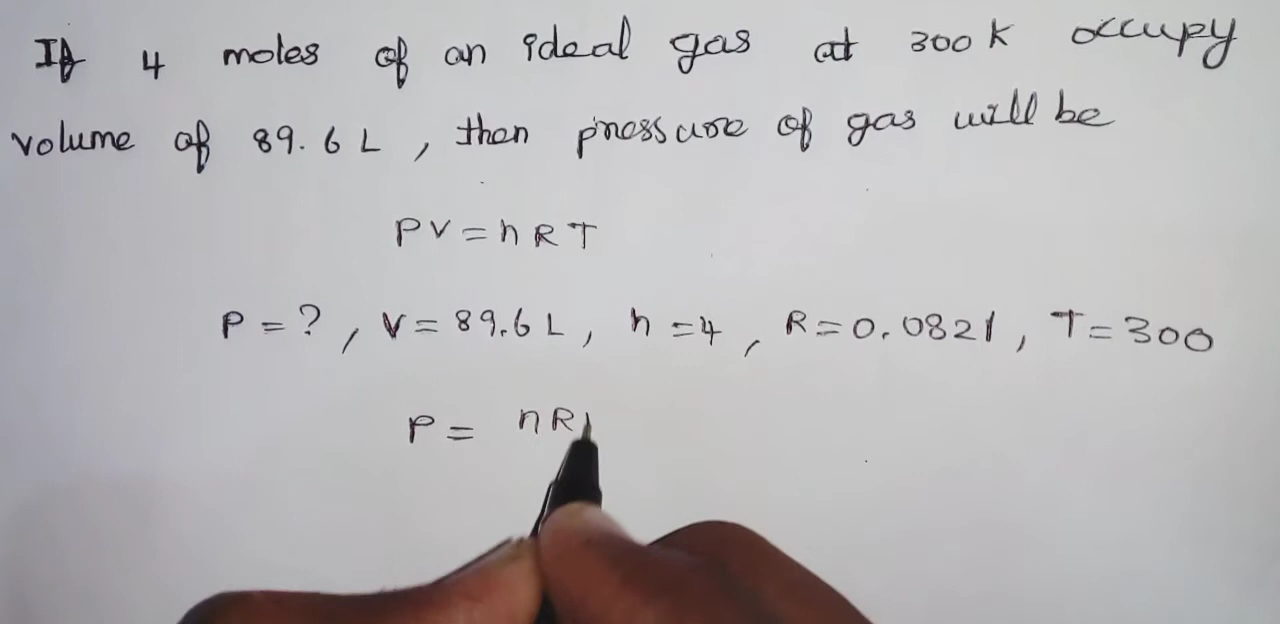 If 4 moles of an ideal gas at 300 K occupy
volume of 89.6 L , then pressure of gas will be
PV = nRT
P = ? , V = 89.6 L , n = 4 , R = 0.0821 , T = 300
P = nR